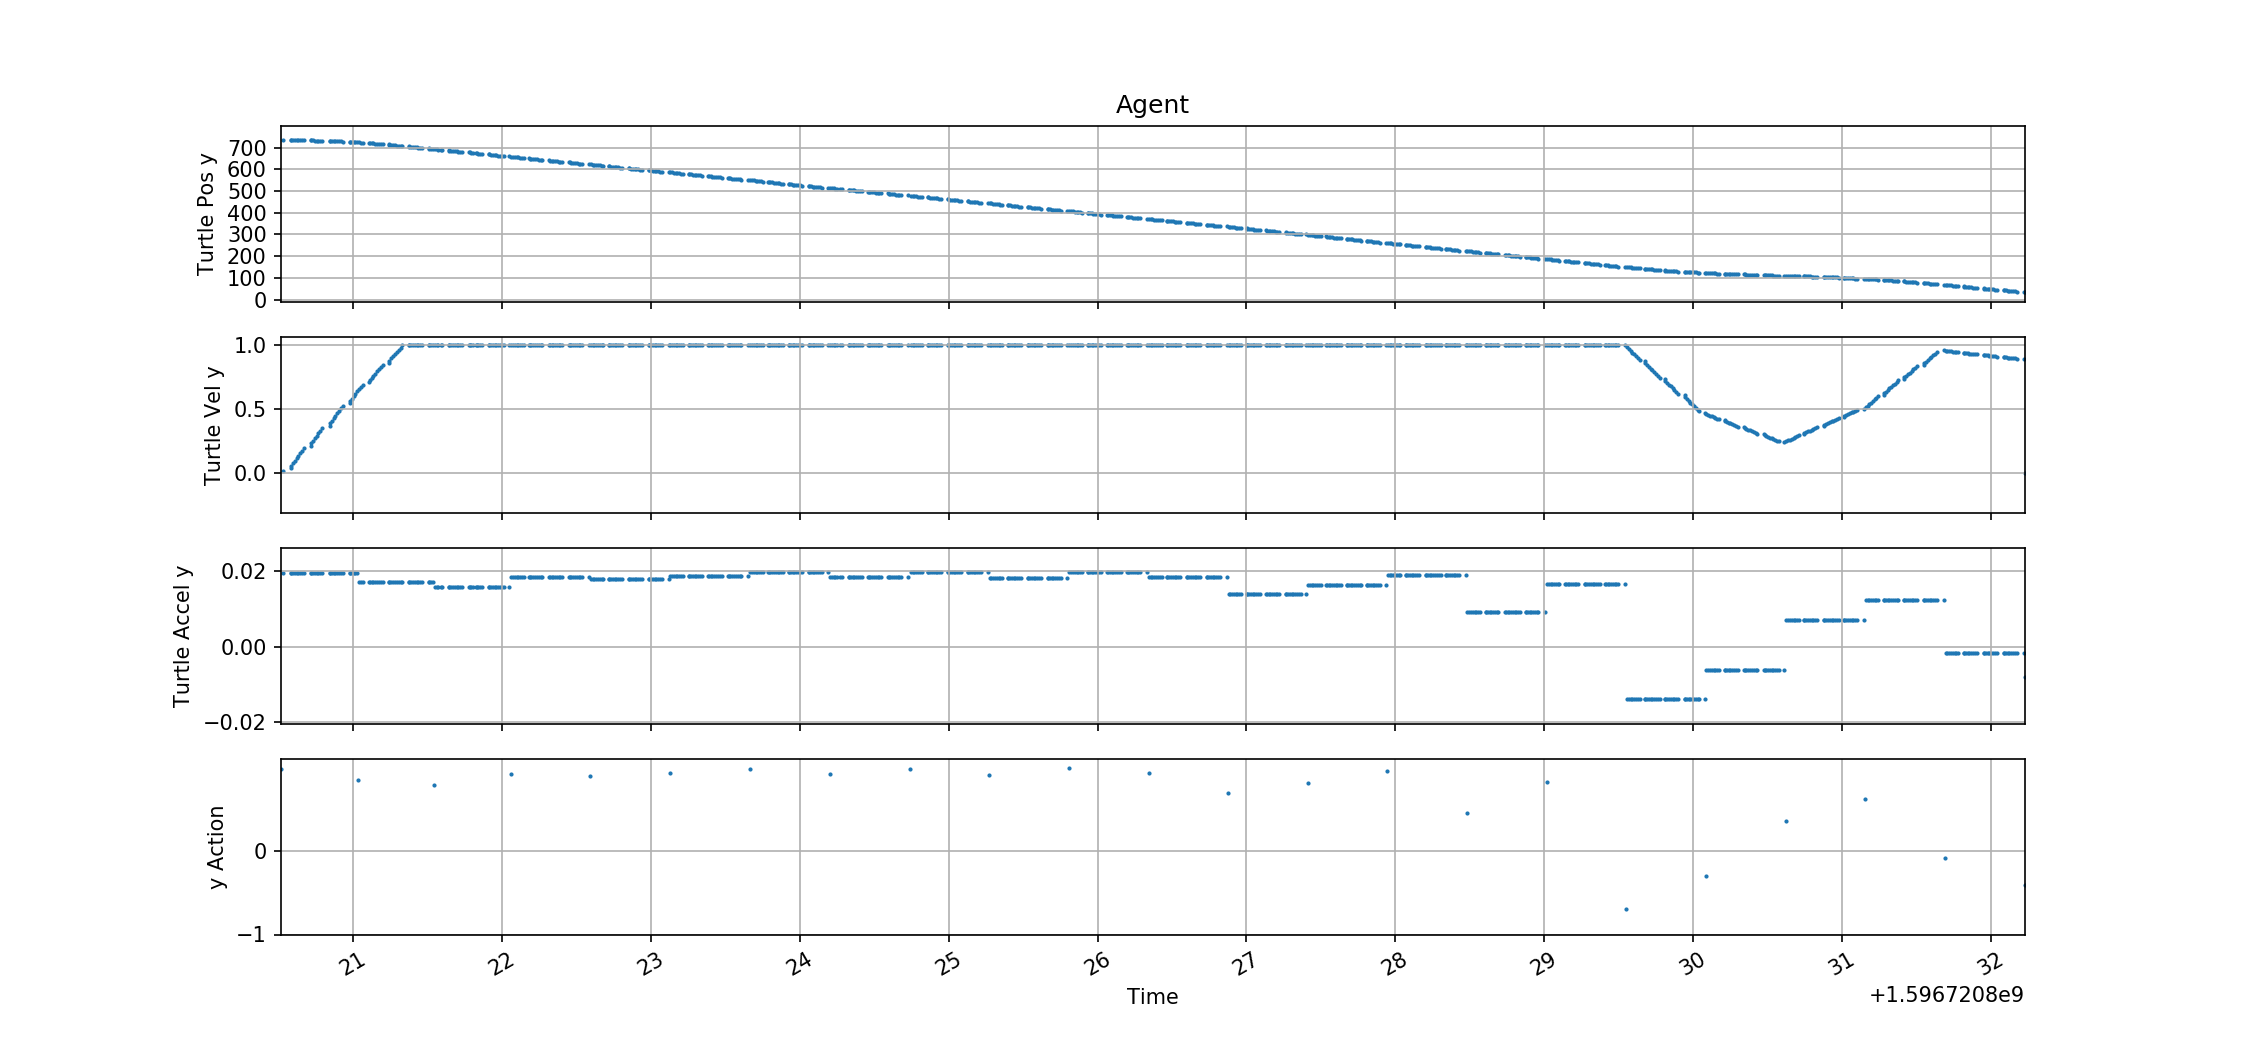 Agent
Turtle Pos y
700
600
500
400
300
200
100
0
Turtle Vel y
1.0
0.5
0.0
Turtle Accel y
0.02
0.00
−0.02
y Action
0
−1
21 22 23 24 25 26 27 28 29 30 31 32
Time
+1.5967208e9